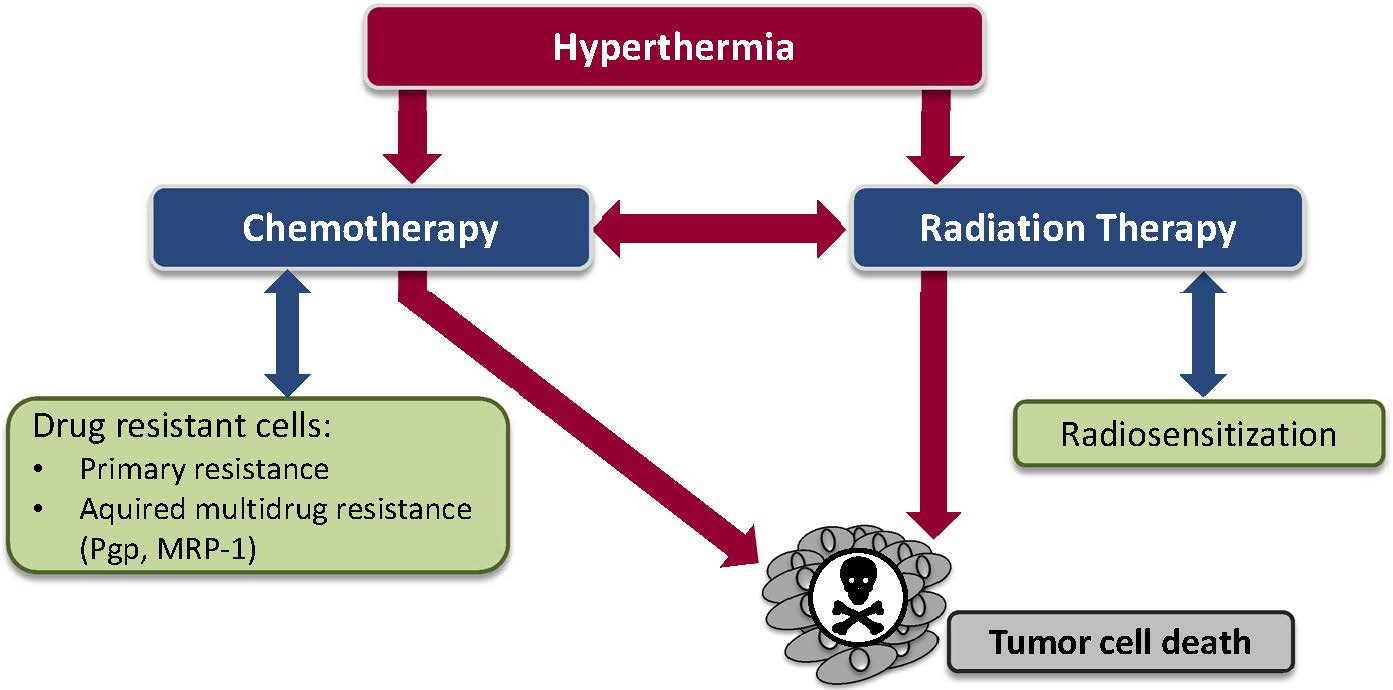 Hyperthermia
Chemotherapy
Radiation Therapy
Drug resistant cells:
• Primary resistance
• Aquired multidrug resistance
(Pgp, MRP-1)
Radiosensitization
Tumor cell death